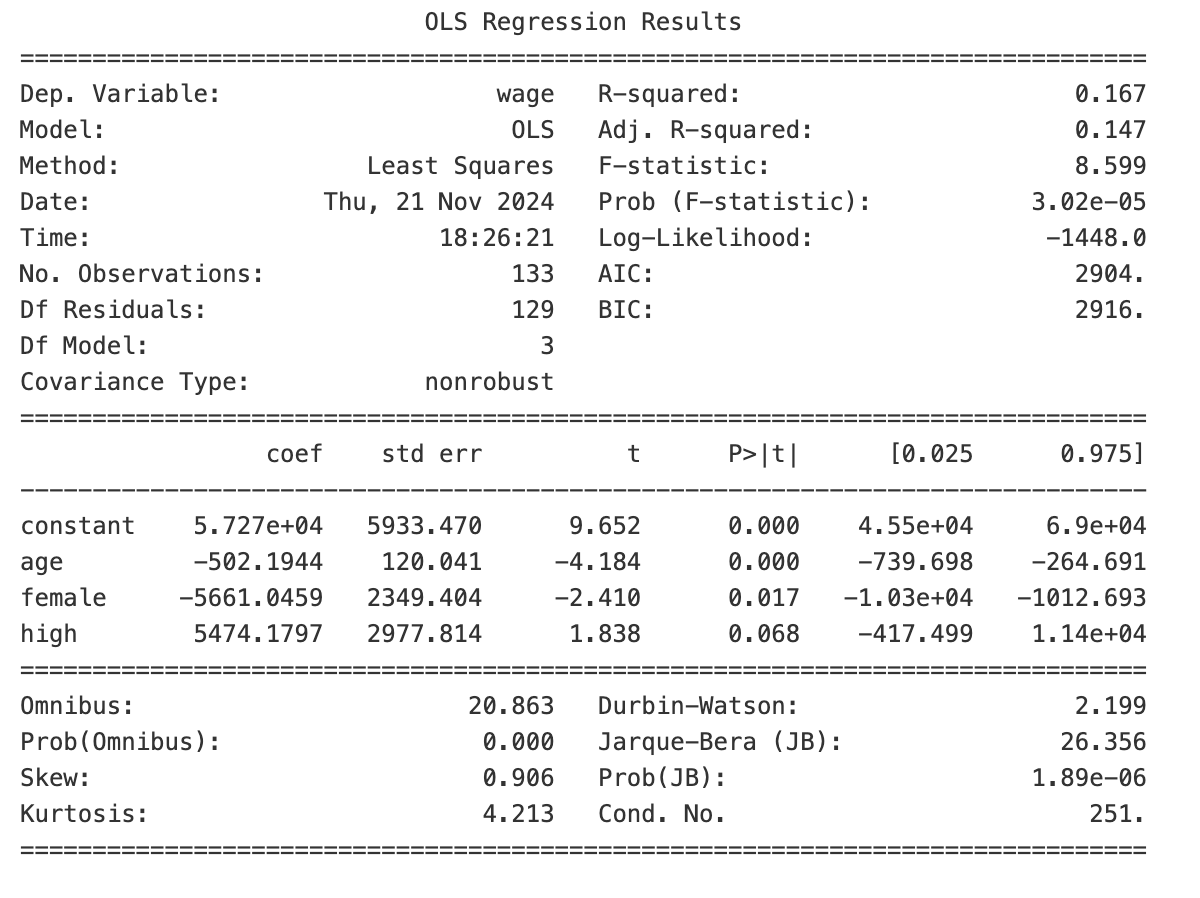 OLS Regression Results
==============================================================================
Dep. Variable:                   wage   R-squared:                       0.167
Model:                            OLS   Adj. R-squared:                  0.147
Method:                 Least Squares   F-statistic:                     8.599
Date:                Thu, 21 Nov 2024   Prob (F-statistic):           3.02e-05
Time:                        18:26:21   Log-Likelihood:                -1448.0
No. Observations:                 133   AIC:                             2904.
Df Residuals:                     129   BIC:                             2916.
Df Model:                           3
Covariance Type:            nonrobust
==============================================================================
                 coef    std err          t      P>|t|      [0.025      0.975]
------------------------------------------------------------------------------
constant    5.727e+04   5933.470      9.652      0.000    4.55e+04     6.9e+04
age         -502.1944    120.041     -4.184      0.000    -739.698    -264.691
female     -5661.0459   2349.404     -2.410      0.017   -1.03e+04   -1012.693
high        5474.1797   2977.814      1.838      0.068    -417.499    1.14e+04
==============================================================================
Omnibus:                       20.863   Durbin-Watson:                   2.199
Prob(Omnibus):                  0.000   Jarque-Bera (JB):               26.356
Skew:                           0.906   Prob(JB):                     1.89e-06
Kurtosis:                       4.213   Cond. No.                         251.
==============================================================================